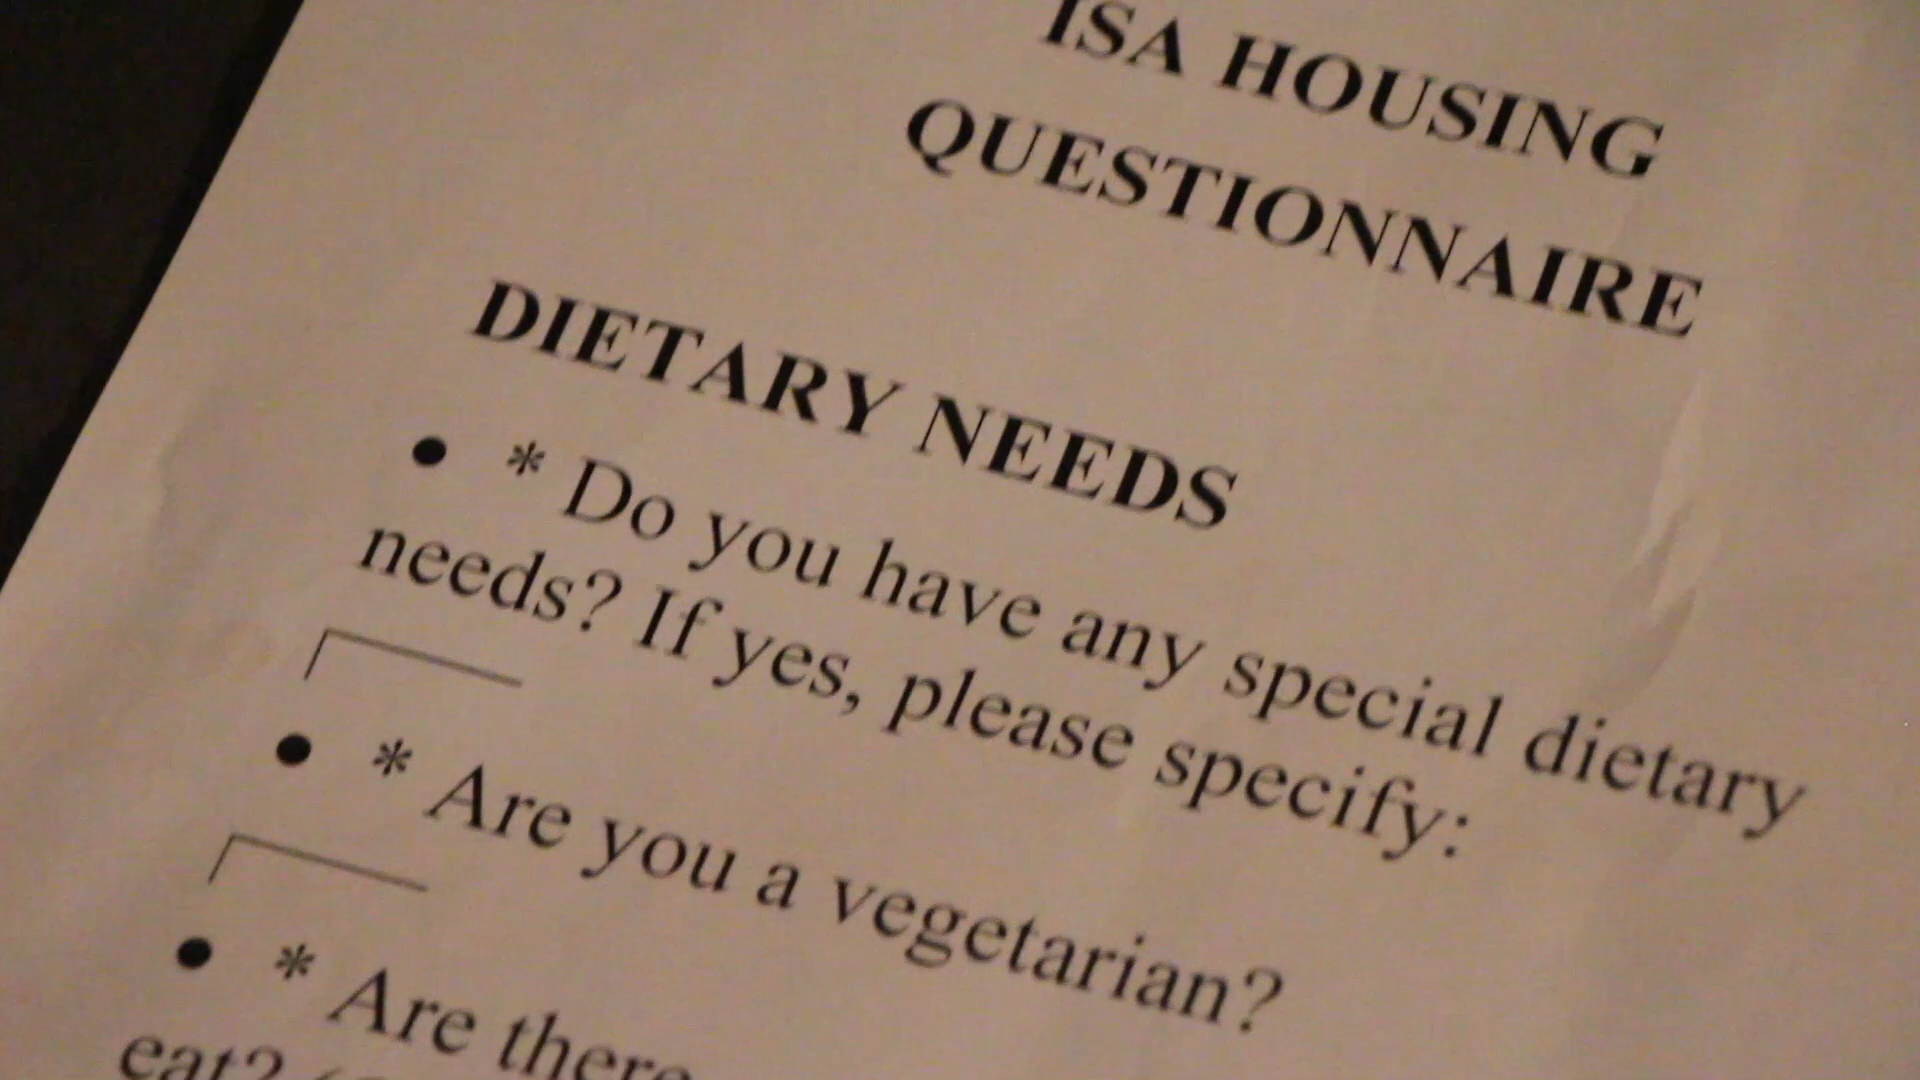 ISA HOUSING
QUESTIONNAIRE
DIETARY NEEDS
• * Do you have any special dietary
needs? If yes, please specify:
• * Are you a vegetarian?
• * Are there
eat?